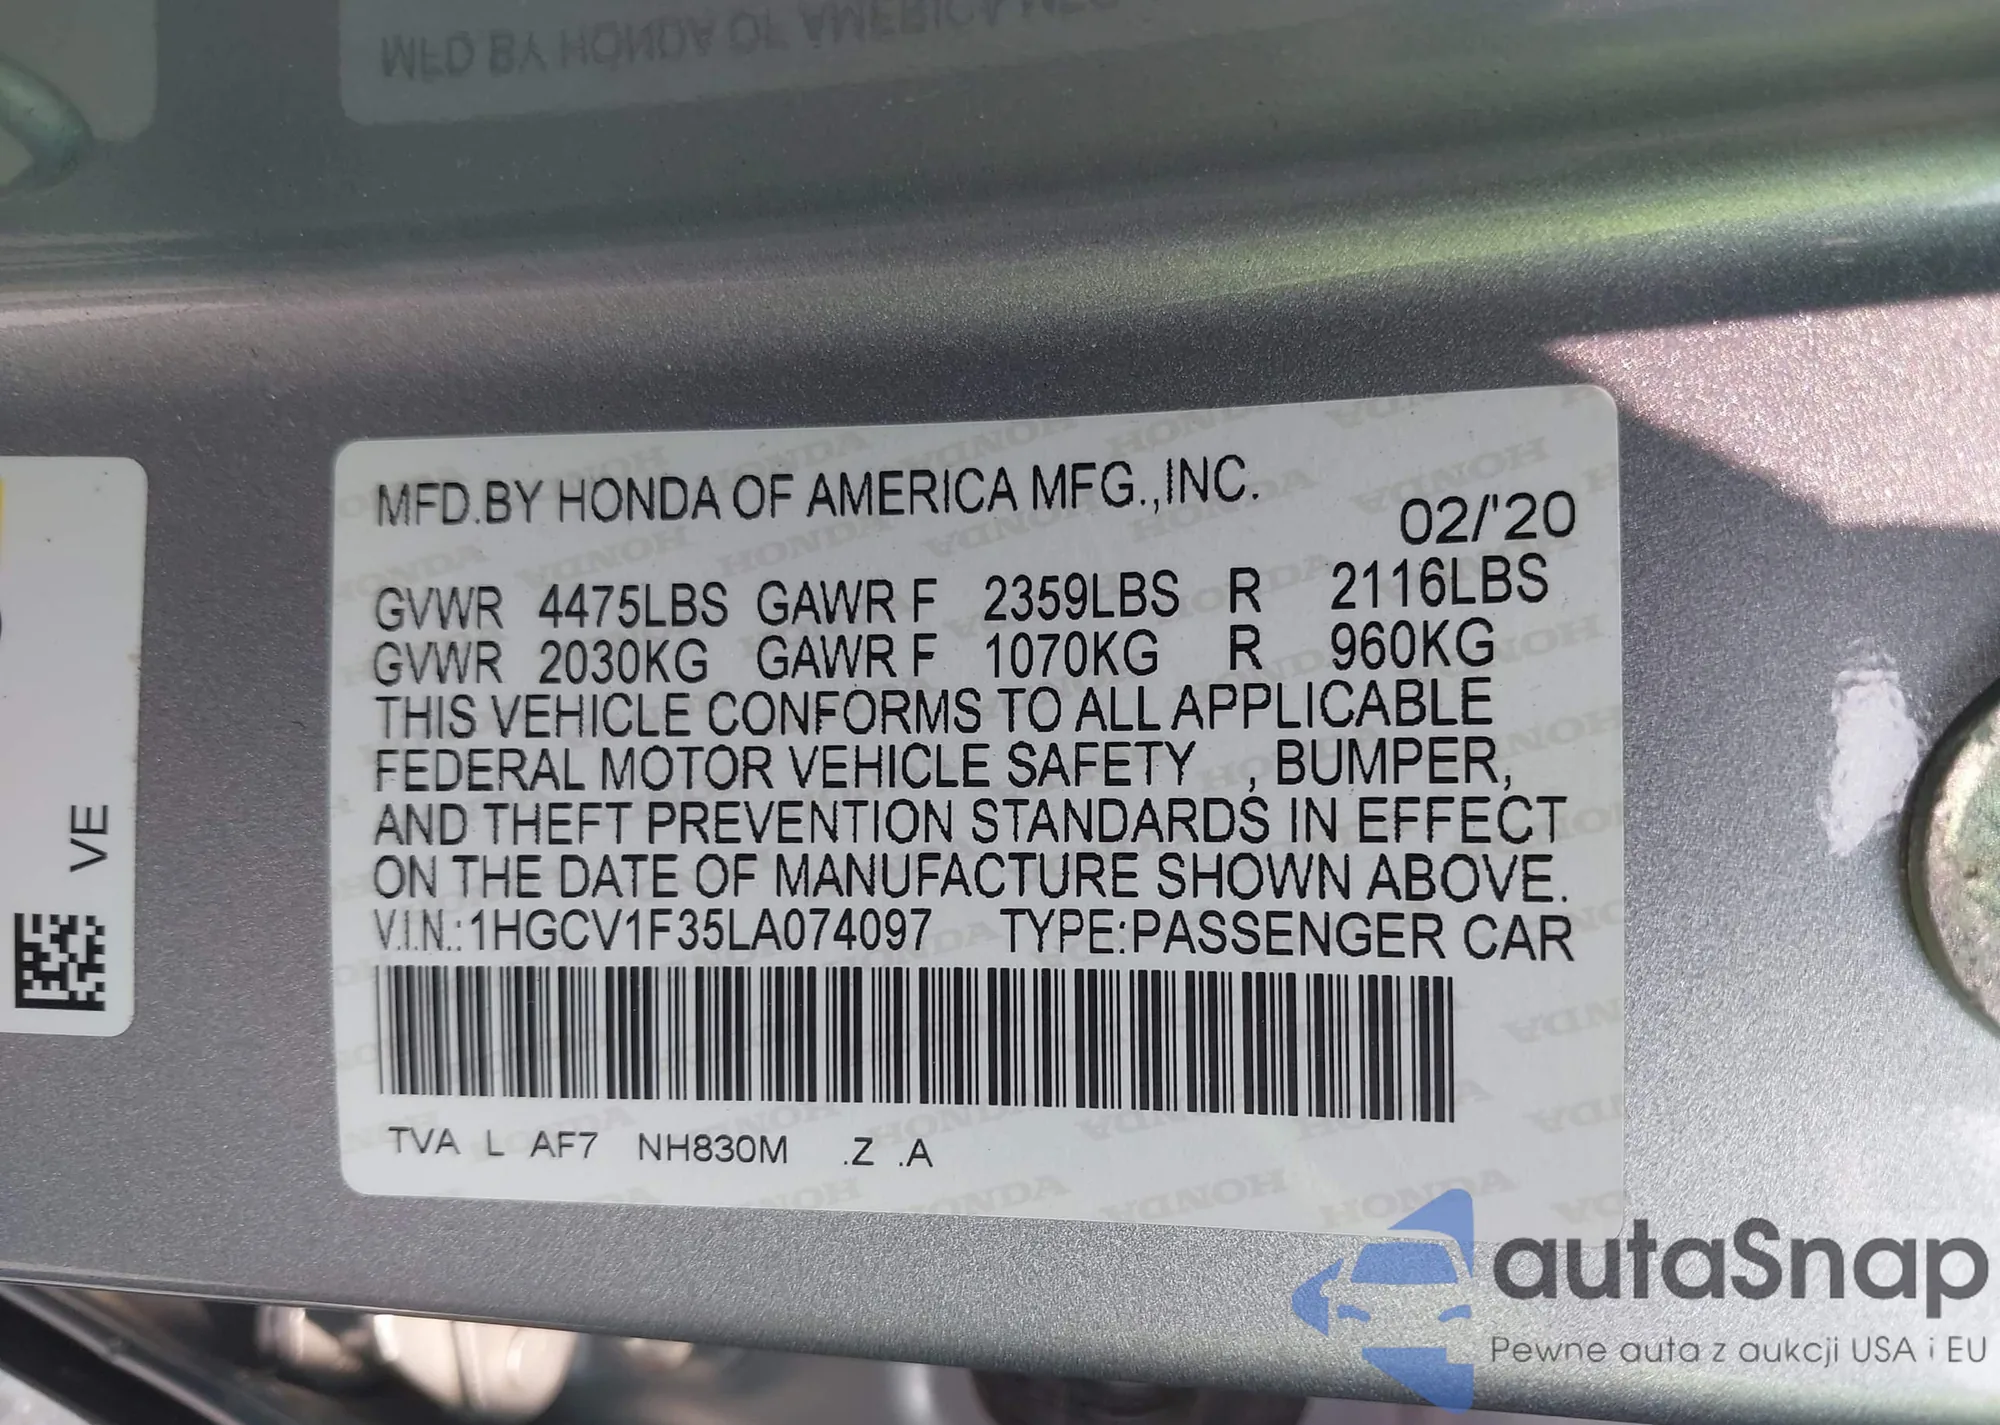 MFD BY HONDA OF AMERICA MFG
MFD.BY HONDA OF AMERICA MFG.,INC.
02/'20
GVWR 4475LBS GAWR F 2359LBS R 2116LBS
GVWR 2030KG GAWR F 1070KG R 960KG
THIS VEHICLE CONFORMS TO ALL APPLICABLE
FEDERAL MOTOR VEHICLE SAFETY , BUMPER,
AND THEFT PREVENTION STANDARDS IN EFFECT
ON THE DATE OF MANUFACTURE SHOWN ABOVE.
V.I.N.:1HGCV1F35LA074097 TYPE:PASSENGER CAR
TVA L AF7 NH830M .Z .A
VE
autaSnap
Pewne auta z aukcji USA i EU